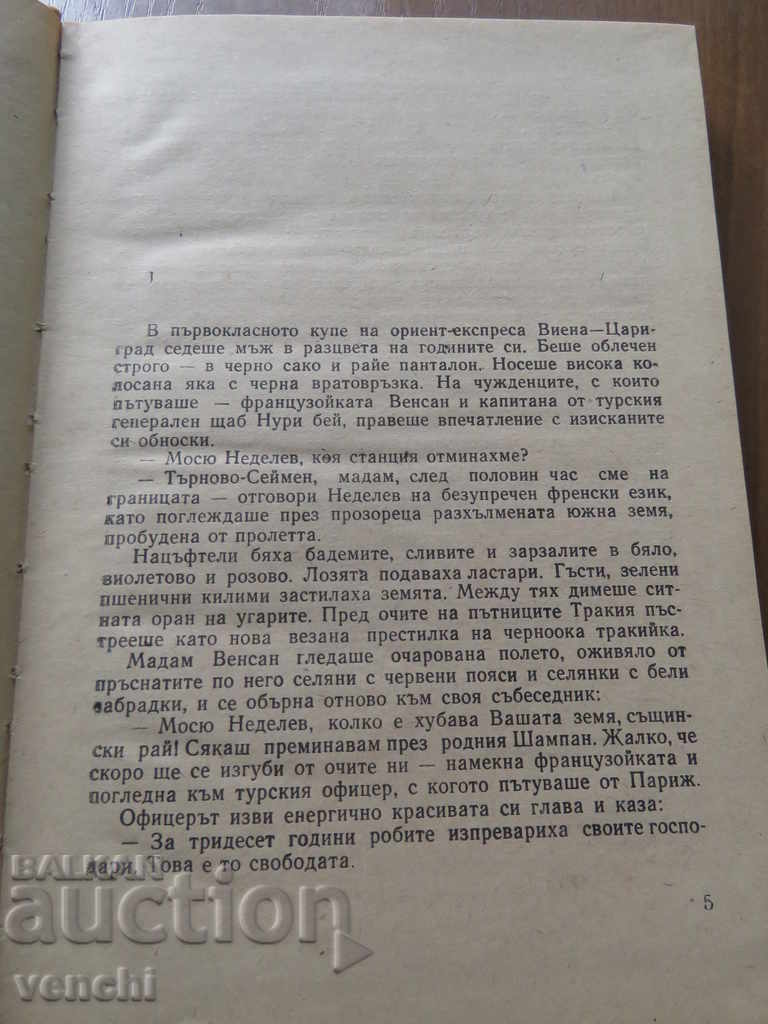 I
В първокласното купе на ориент-експреса Виена—Цари-
град седеше мъж в разцвета на годините си. Беше облечен
строго — в черно сако и райе панталон. Носеше висока ко-
лосана яка с черна вратовръзка. На чужденците, с които
пътуваше — французойката Венсан и капитана от турския
генерален щаб Нури бей, правеше впечатление с изисканите
си обноски.
— Мосю Неделев, коя станция отминахме?
— Търново-Сеймен, мадам, след половин час сме на
границата — отговори Неделев на безупречен френски език,
като поглеждаше през прозореца разхълмената южна земя,
пробудена от пролетта.
Нацъфтели бяха бадемите, сливите и зарзалите в бяло,
виолетово и розово. Лозята подаваха ластари. Гъсти, зелени
пшенични килими застилаха земята. Между тях димеше сит-
ната оран на угарите. Пред очите на пътниците Тракия пъс-
трееше като нова везана престилка на черноока тракийка.
Мадам Венсан гледаше очарована полето, оживяло от
пръснатите по него селяни с червени пояси и селянки с бели
забрадки, и се обърна отново към своя събеседник:
— Мосю Неделев, колко е хубава Вашата земя, същин-
ски рай! Сякаш преминавам през родния Шампан. Жалко, че
скоро ще се изгуби от очите ни — намекна французойката и
погледна към турския офицер, с когото пътуваше от Париж.
Офицерът изви енергично красивата си глава и каза:
— За тридесет години робите изпревариха своите госпо-
дари. Това е то свободата.
5
BALKAN
auction
venchi